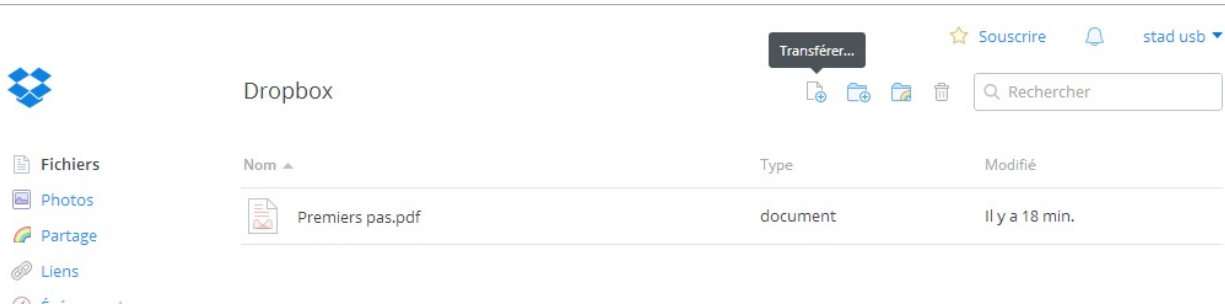 Souscrire
stad usb
Transférer...
Dropbox
Rechercher
Fichiers
Nom
Type
Modifié
Photos
Premiers pas.pdf
document
Il y a 18 min.
Partage
Liens